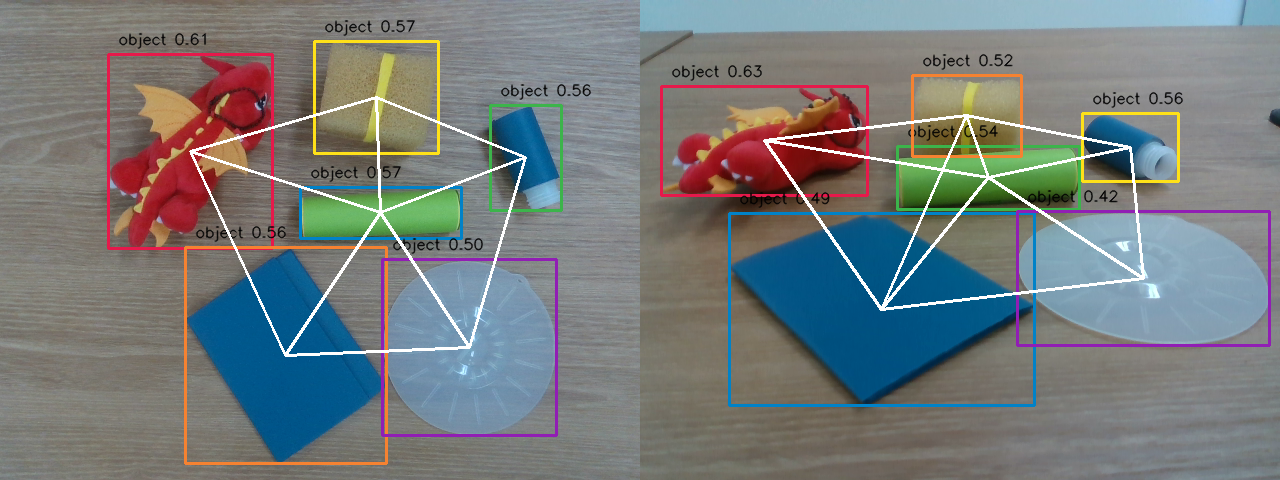 object 0.61
object 0.57
object 0.56
object 0.57
object 0.56
object 0.50
object 0.63
object 0.52
object 0.56
object 0.54
object 0.49
object 0.42